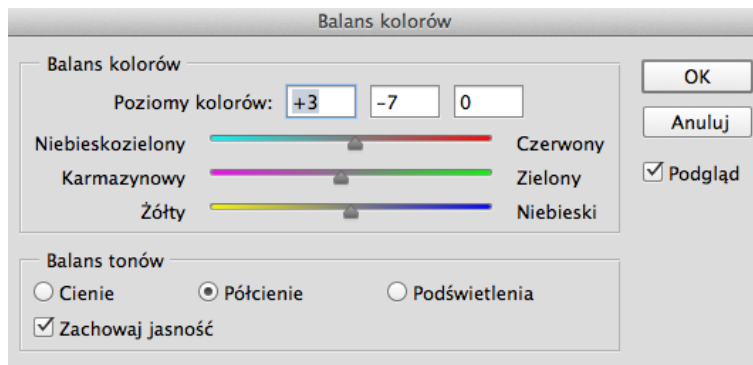 Balans kolorów
Balans kolorów
Poziomy kolorów: +3 -7 0
Niebieskozielony Czerwony
Karmazynowy Zielony
Żółty Niebieski
OK
Anuluj
Podgląd
Balans tonów
Cienie Półcienie Podświetlenia
Zachowaj jasność